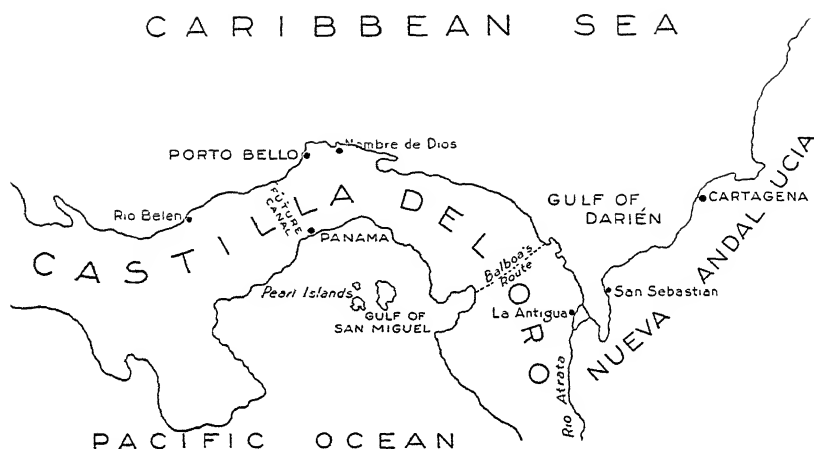 CARIBBEAN SEA
Nombre de Dios
PORTO BELLO
GULF OF
DARIÉN
CARTAGENA
Rio Belen
FUTURE
CANAL
PANAMA
CASTILLA DEL ORO
Balboa's
Route
Pearl Islands
GULF OF
SAN MIGUEL
La Antigua
San Sebastian
NUEVA ANDALUCIA
Rio Atrata
PACIFIC OCEAN